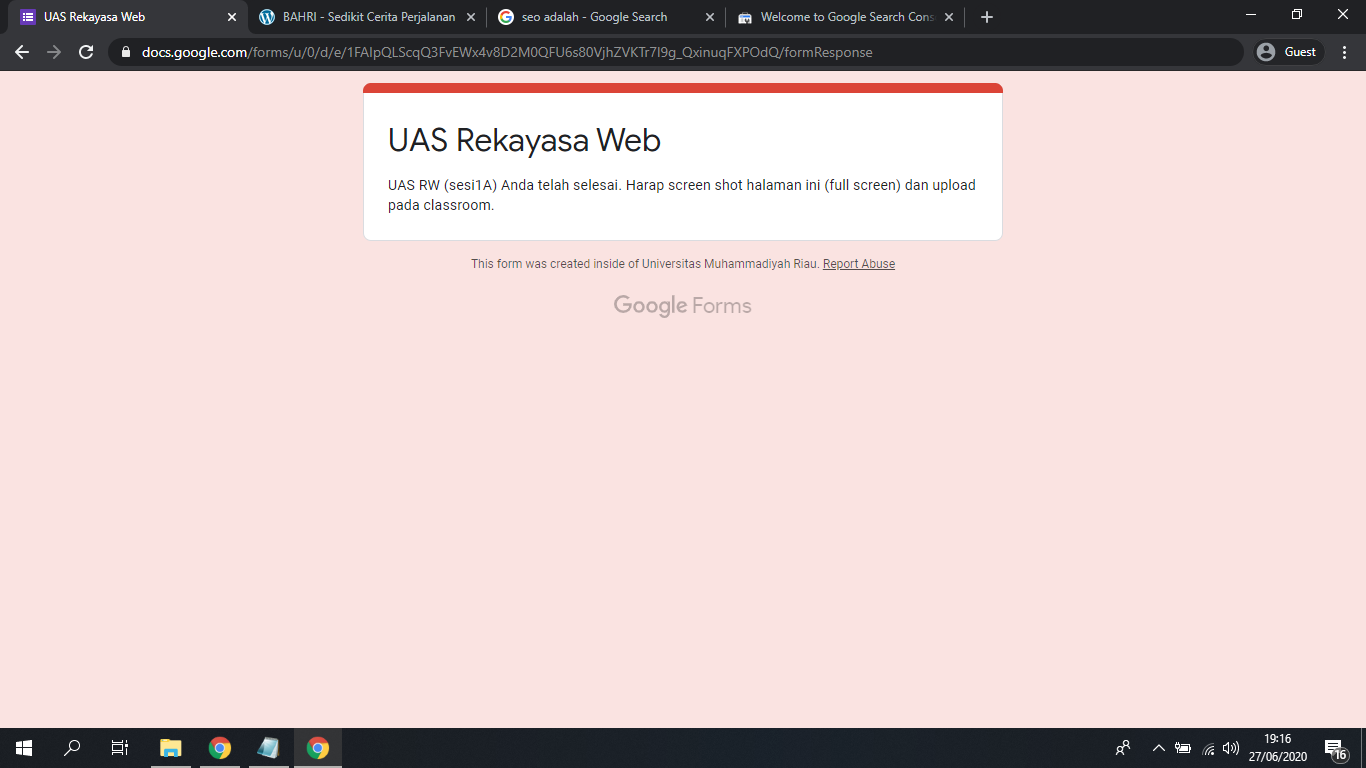 UAS Rekayasa Web
BAHRI - Sedikit Cerita Perjalanan
seo adalah - Google Search
Welcome to Google Search Cons
docs.google.com/forms/u/0/d/e/1FAIpQLScqQ3FvEWx4v8D2M0QFU6s80VjhZVKTr7I9g_QxinuqFXPOdQ/formResponse
Guest
UAS Rekayasa Web
UAS RW (sesi1A) Anda telah selesai. Harap screen shot halaman ini (full screen) dan upload
pada classroom.
This form was created inside of Universitas Muhammadiyah Riau. Report Abuse
Google Forms
19:16
27/06/2020
16